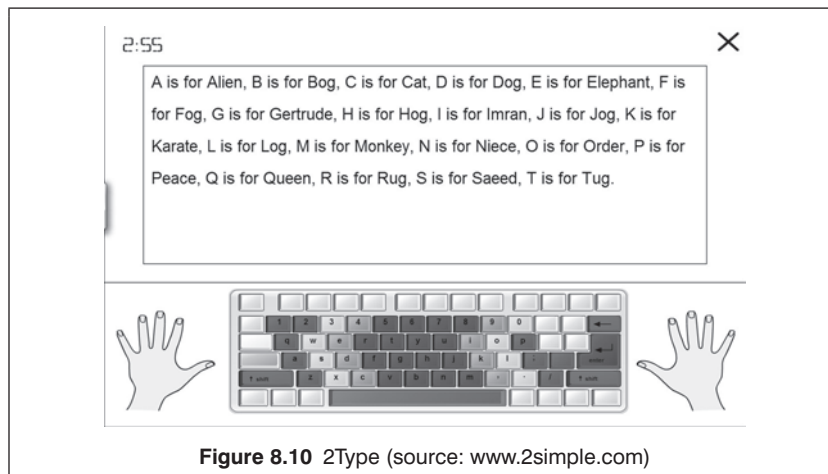 2:55
A is for Alien, B is for Bog, C is for Cat, D is for Dog, E is for Elephant, F is
for Fog, G is for Gertrude, H is for Hog, I is for Imran, J is for Jog, K is for
Karate, L is for Log, M is for Monkey, N is for Niece, O is for Order, P is for
Peace, Q is for Queen, R is for Rug, S is for Saeed, T is for Tug.
1 2 3 4 5 6 7 8 9 0
q w e r t y u i o p
a s d f g h j k l enter
shift z x c v b n m / shift
Figure 8.10 2Type (source: www.2simple.com)